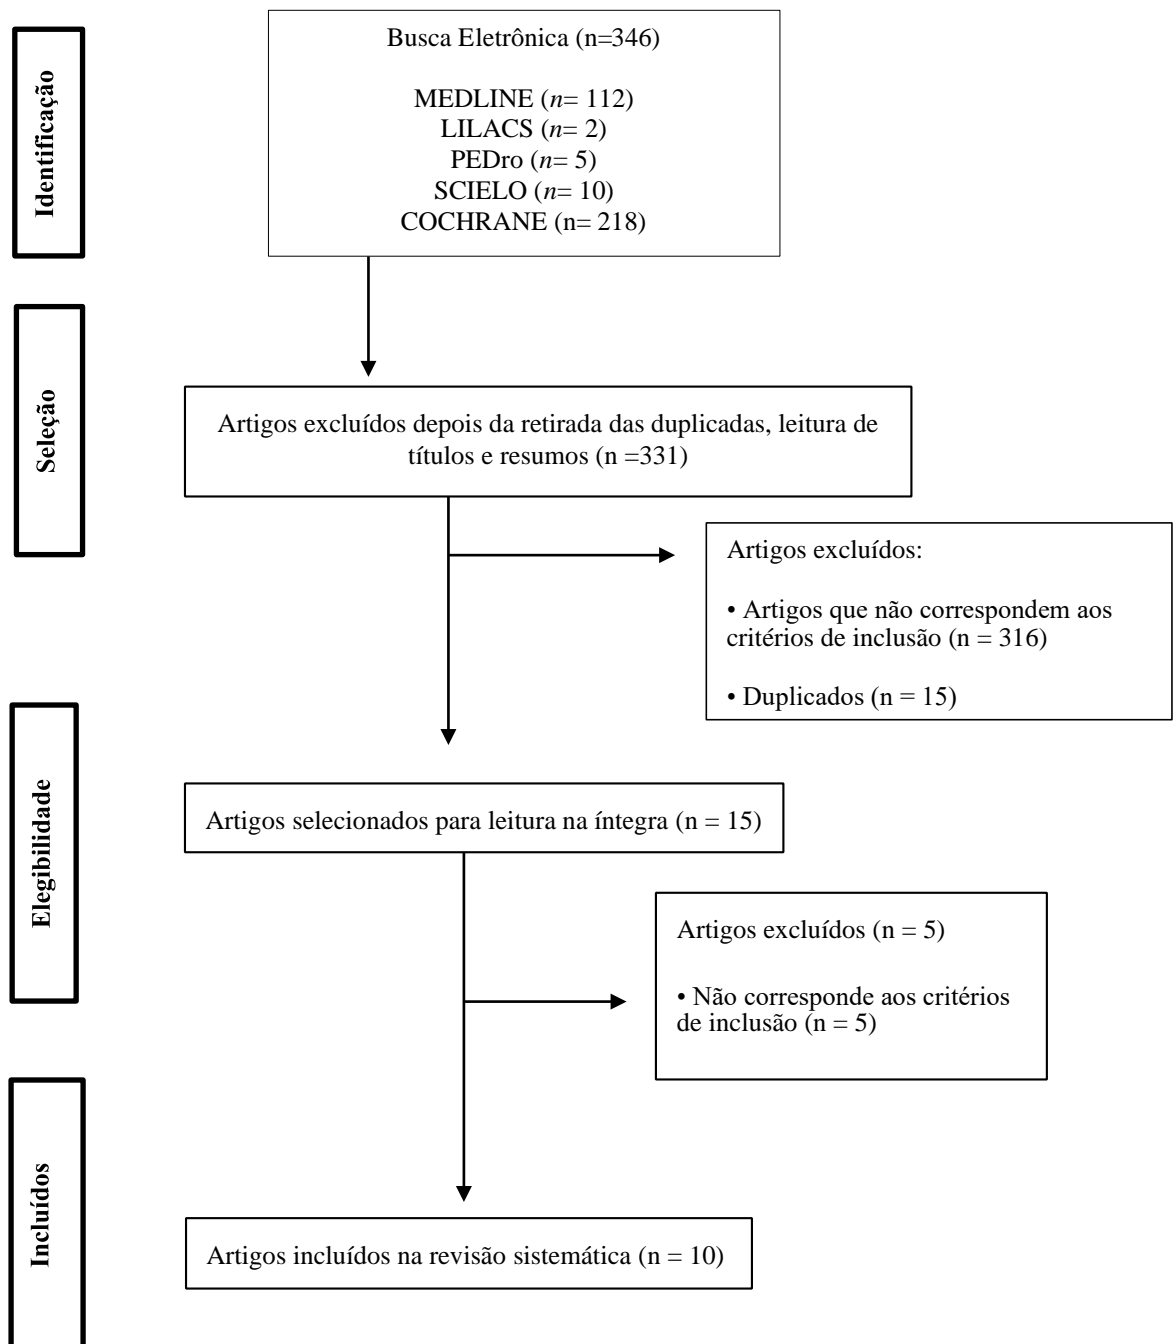 Identificação
Busca Eletrônica (n=346)
MEDLINE (n= 112)
LILACS (n= 2)
PEDro (n= 5)
SCIELO (n= 10)
COCHRANE (n= 218)
Seleção
Artigos excluídos depois da retirada das duplicadas, leitura de
títulos e resumos (n =331)
Artigos excluídos:
• Artigos que não correspondem aos
critérios de inclusão (n = 316)
• Duplicados (n = 15)
Elegibilidade
Artigos selecionados para leitura na íntegra (n = 15)
Artigos excluídos (n = 5)
• Não corresponde aos critérios
de inclusão (n = 5)
Incluídos
Artigos incluídos na revisão sistemática (n = 10)